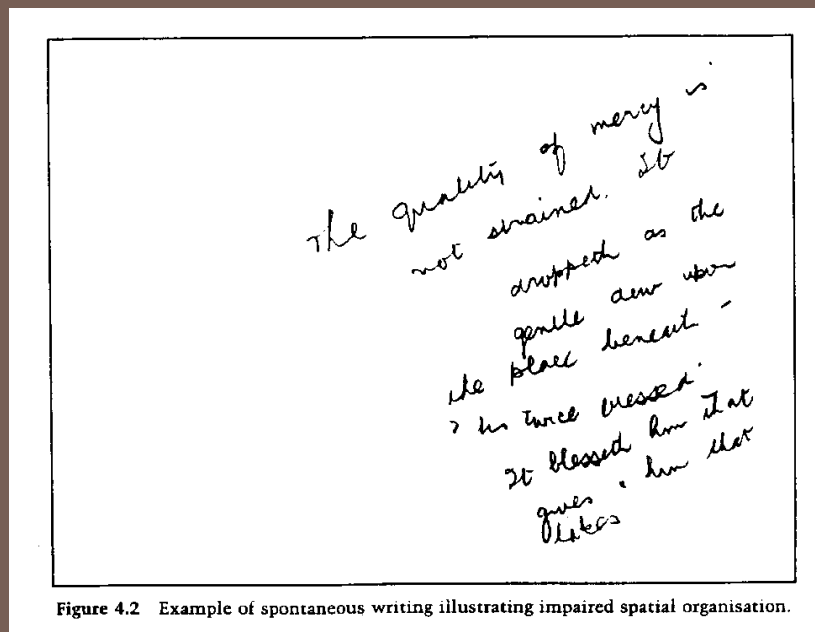 The quality of mercy is
not strained. It
droppeth as the
gentle dew upon
the place beneath -
? his twice blessed.
It blesseth him that
gives & him that
takes
Figure 4.2 Example of spontaneous writing illustrating impaired spatial organisation.